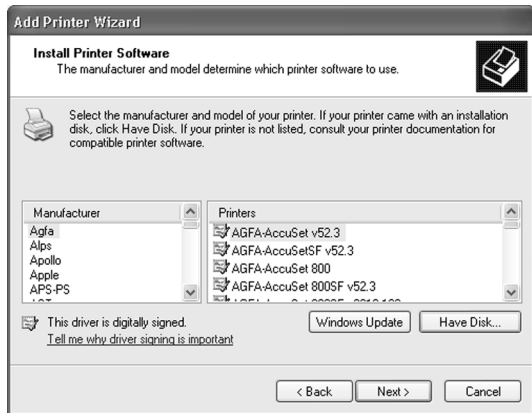 Add Printer Wizard
Install Printer Software
The manufacturer and model determine which printer software to use.
Select the manufacturer and model of your printer. If your printer came with an installation
disk, click Have Disk. If your printer is not listed, consult your printer documentation for
compatible printer software.
Manufacturer
Agfa
Alps
Apollo
Apple
APS-PS
Printers
AGFA-AccuSet v52.3
AGFA-AccuSetSF v52.3
AGFA-AccuSet 800
AGFA-AccuSet 800SF v52.3
This driver is digitally signed.
Tell me why driver signing is important
Windows Update
Have Disk...
< Back
Next >
Cancel